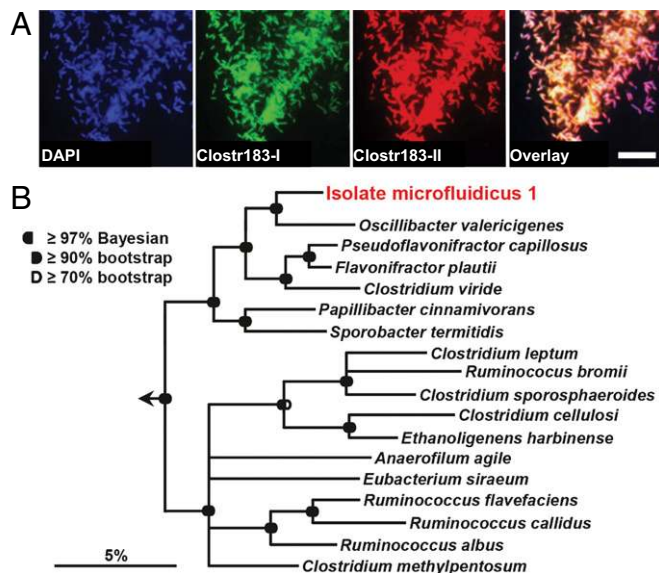 A
DAPI
Clostr183-I
Clostr183-II
Overlay
B
Isolate microfluidicus 1
≥ 97% Bayesian
≥ 90% bootstrap
≥ 70% bootstrap
Oscillibacter valericigenes
Pseudoflavonifractor capillosus
Flavonifractor plautii
Clostridium viride
Papillibacter cinnamivorans
Sporobacter termitidis
Clostridium leptum
Ruminococus bromii
Clostridium sporosphaeroides
Clostridium cellulosi
Ethanoligenens harbinense
Anaerofilum agile
Eubacterium siraeum
Ruminococcus flavefaciens
Ruminococcus callidus
Ruminococcus albus
Clostridium methylpentosum
5%